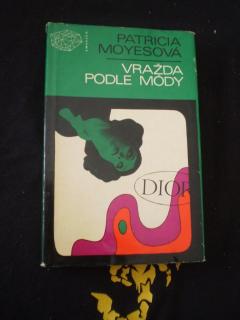 PATRICIA
MOYESOVÁ
VRAŽDA
PODLE MÓDY
DIOR